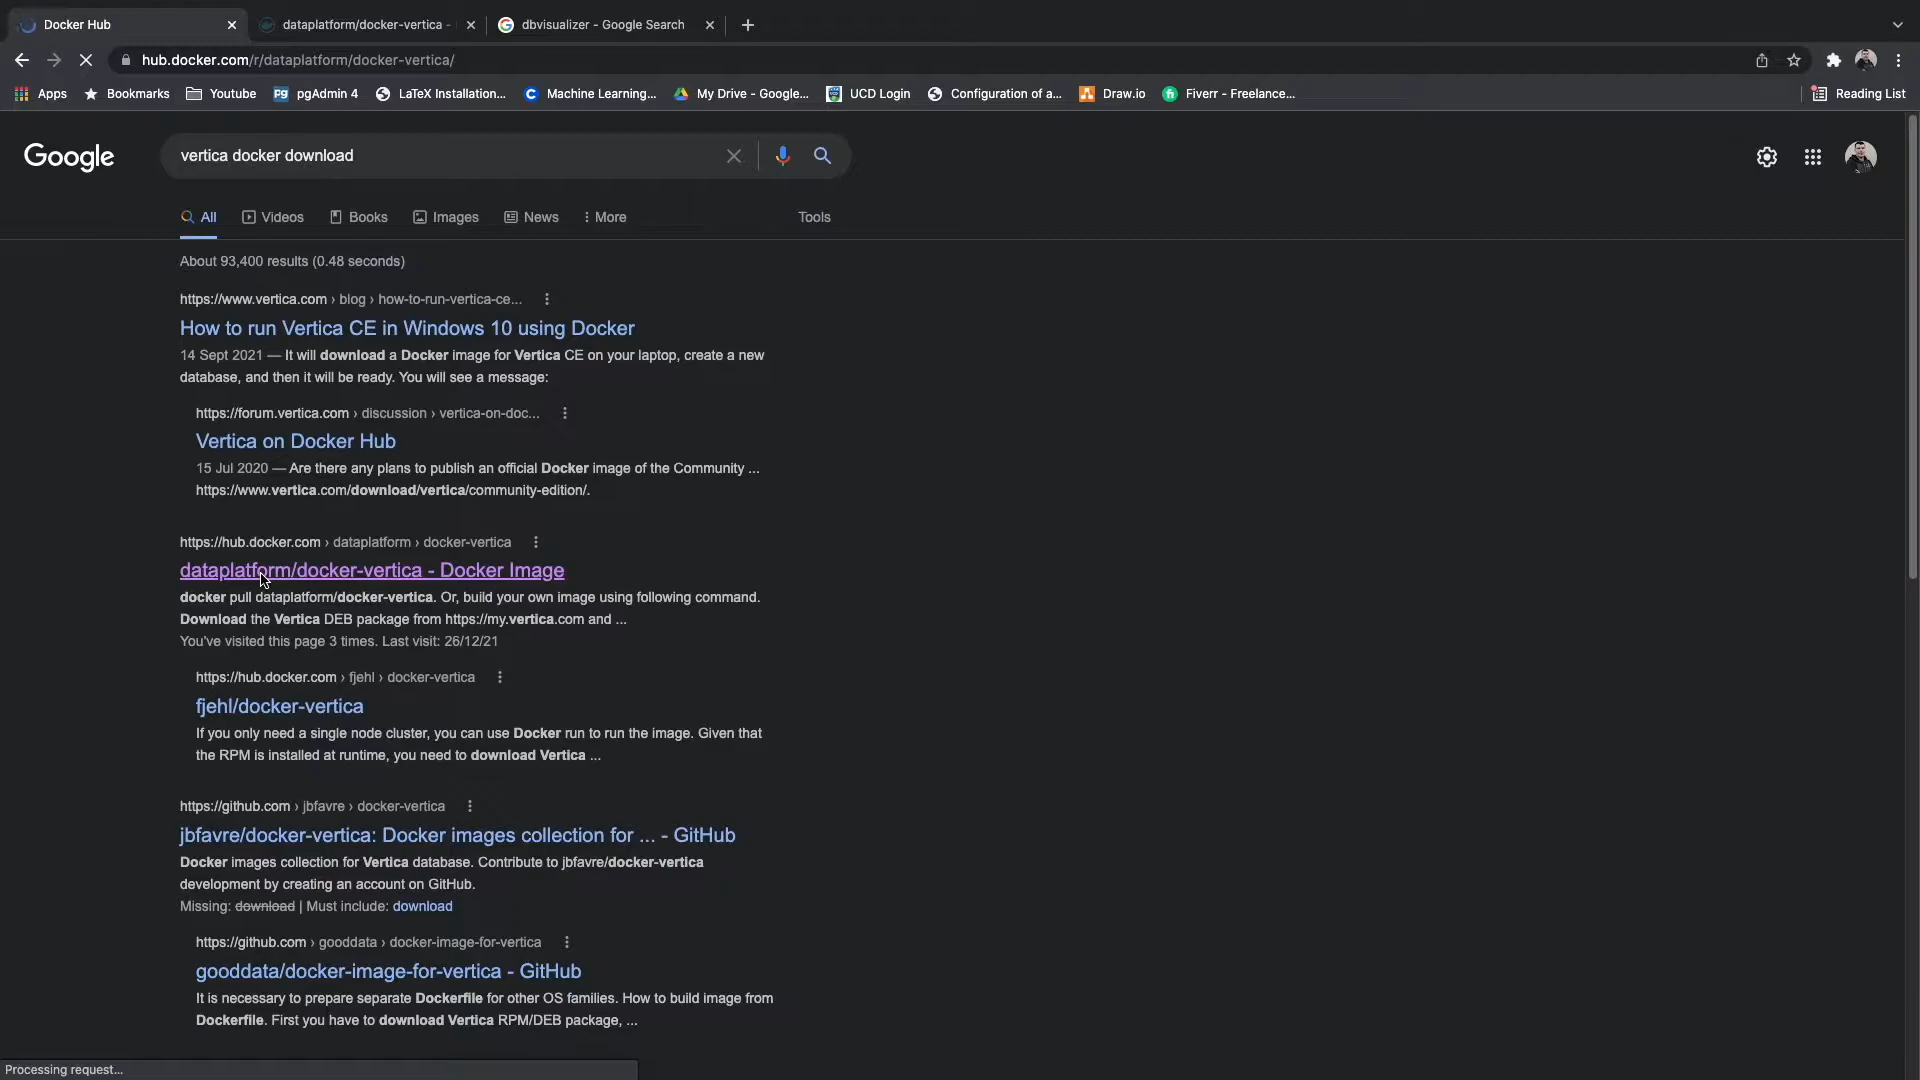 Docker Hub
dataplatform/docker-vertica -
dbvisualizer - Google Search
hub.docker.com/r/dataplatform/docker-vertica/
Apps
Bookmarks
Youtube
Pg pgAdmin 4
LaTeX Installation...
C Machine Learning...
My Drive - Google...
UCD Login
Configuration of a...
Draw.io
fi Fiverr - Freelance...
Reading List
Google
vertica docker download
All
Videos
Books
Images
News
More
Tools
About 93,400 results (0.48 seconds)
https://www.vertica.com › blog › how-to-run-vertica-ce...
How to run Vertica CE in Windows 10 using Docker
14 Sept 2021 — It will download a Docker image for Vertica CE on your laptop, create a new
database, and then it will be ready. You will see a message:
https://forum.vertica.com › discussion › vertica-on-doc...
Vertica on Docker Hub
15 Jul 2020 — Are there any plans to publish an official Docker image of the Community ...
https://www.vertica.com/download/vertica/community-edition/.
https://hub.docker.com › dataplatform › docker-vertica
dataplatform/docker-vertica - Docker Image
docker pull dataplatform/docker-vertica. Or, build your own image using following command.
Download the Vertica DEB package from https://my.vertica.com and ...
You've visited this page 3 times. Last visit: 26/12/21
https://hub.docker.com › fjehl › docker-vertica
fjehl/docker-vertica
If you only need a single node cluster, you can use Docker run to run the image. Given that
the RPM is installed at runtime, you need to download Vertica ...
https://github.com › jbfavre › docker-vertica
jbfavre/docker-vertica: Docker images collection for ... - GitHub
Docker images collection for Vertica database. Contribute to jbfavre/docker-vertica
development by creating an account on GitHub.
Missing: download | Must include: download
https://github.com › gooddata › docker-image-for-vertica
gooddata/docker-image-for-vertica - GitHub
It is necessary to prepare separate Dockerfile for other OS families. How to build image from
Dockerfile. First you have to download Vertica RPM/DEB package, ...
Processing request...